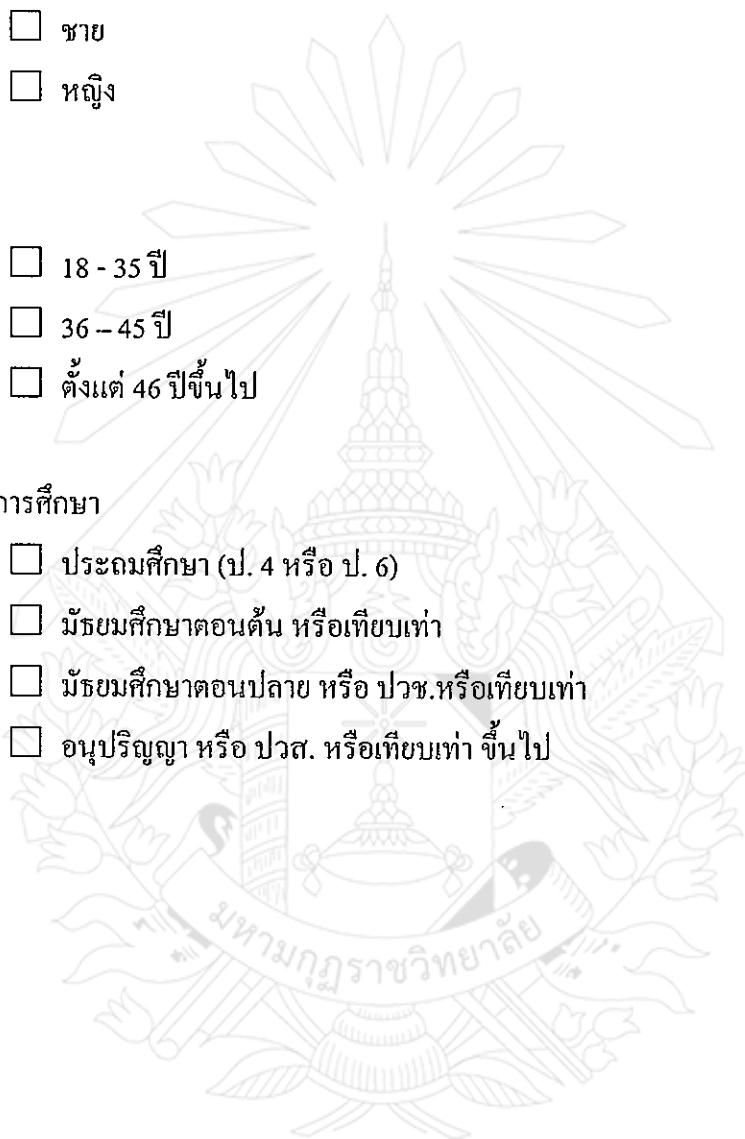 ☐ ชาย
☐ หญิง
☐ 18 - 35 ปี
☐ 36 – 45 ปี
☐ ตั้งแต่ 46 ปีขึ้นไป
การศึกษา
☐ ประถมศึกษา (ป. 4 หรือ ป. 6)
☐ มัธยมศึกษาตอนต้น หรือเทียบเท่า
☐ มัธยมศึกษาตอนปลาย หรือ ปวช.หรือเทียบเท่า
☐ อนุปริญญา หรือ ปวส. หรือเทียบเท่า ขึ้นไป
มหามกุฏราชวิทยาลัย